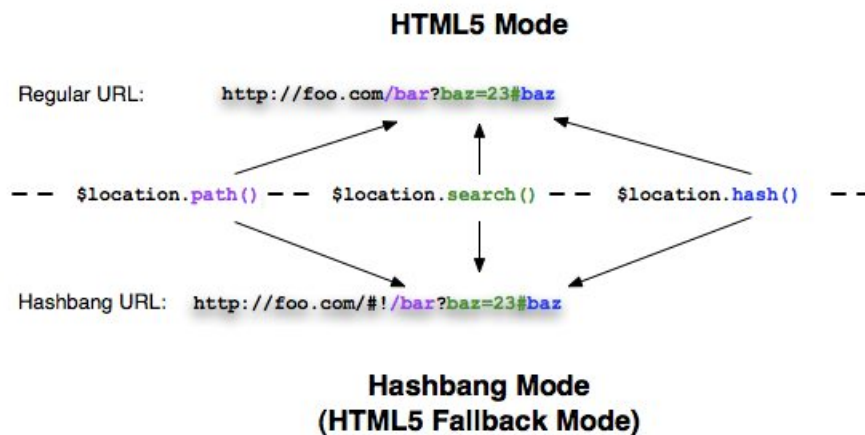 HTML5 Mode
Regular URL: http://foo.com/bar?baz=23#baz
$location.path() $location.search() $location.hash()
Hashbang URL: http://foo.com/#!/bar?baz=23#baz
Hashbang Mode
(HTML5 Fallback Mode)